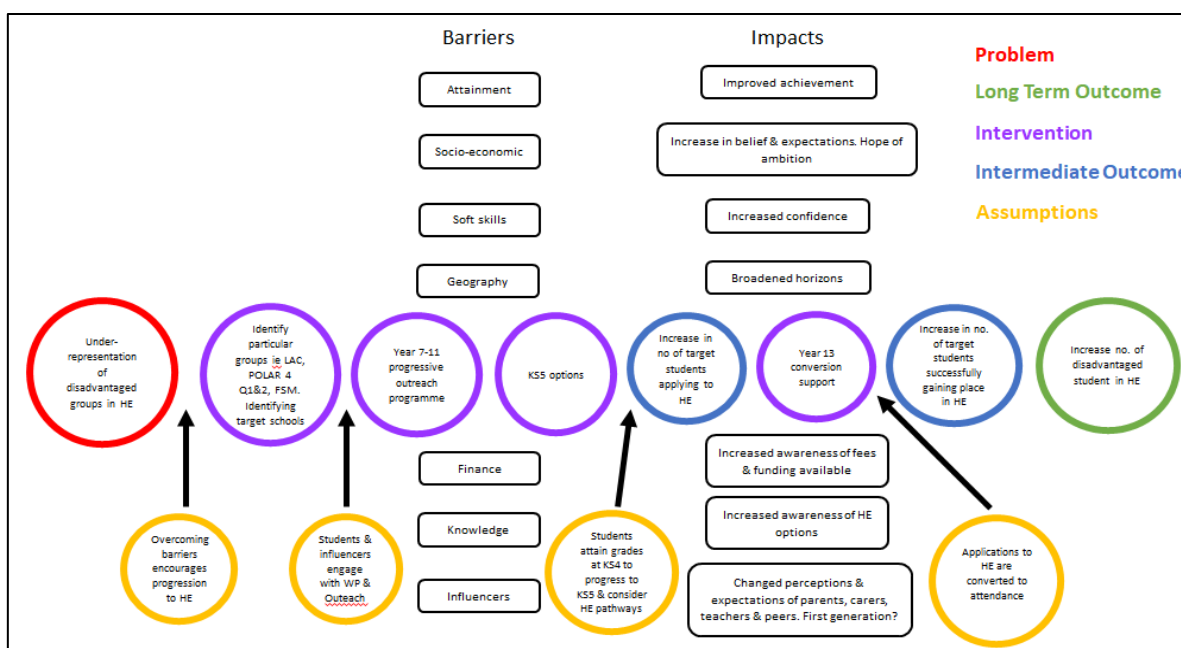 Barriers
Impacts
Problem
Long Term Outcome
Intervention
Intermediate Outcome
Assumptions
Attainment
Improved achievement
Socio-economic
Increase in belief & expectations. Hope of
ambition
Soft skills
Increased confidence
Geography
Broadened horizons
Under-
representation
of
disadvantaged
groups in HE
Identify
particular
groups ie LAC,
POLAR 4
Q1&2, FSM.
Identifying
target schools
Year 7-11
progressive
outreach
programme
KS5 options
Increase in
no of target
students
applying to
HE
Year 13
conversion
support
Increase in no.
of target
students
successfully
gaining place
in HE
Increase no. of
disadvantaged
student in HE
Finance
Increased awareness of fees
& funding available
Knowledge
Increased awareness of HE
options
Influencers
Changed perceptions &
expectations of parents, carers,
teachers & peers. First generation?
Overcoming
barriers
encourages
progression
to HE
Students &
influencers
engage
with WP &
Outeach
Students
attain grades
at KS4 to
progress to
KS5 & consider
HE pathways
Applications to
HE are
converted to
attendance